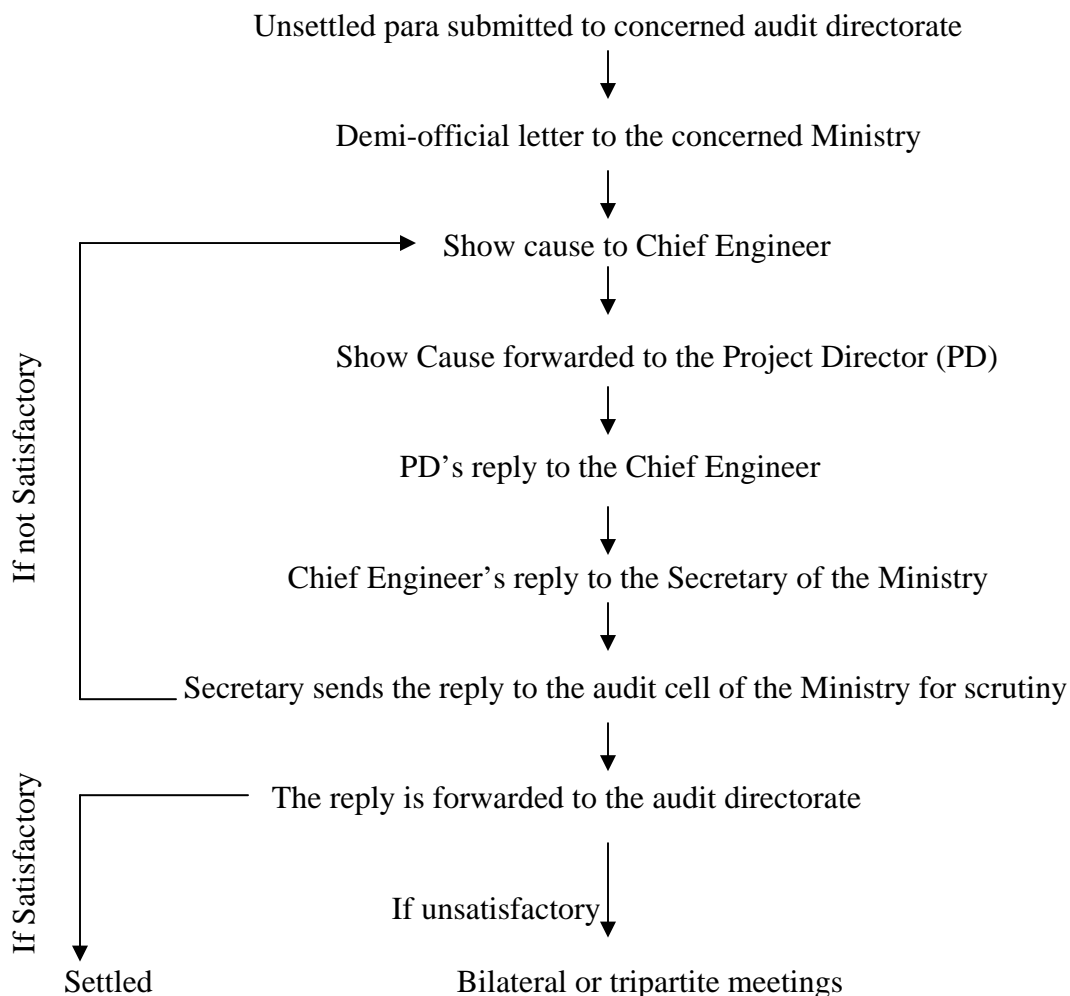 Unsettled para submitted to concerned audit directorate
Demi-official letter to the concerned Ministry
Show cause to Chief Engineer
Show Cause forwarded to the Project Director (PD)
If not Satisfactory
PD’s reply to the Chief Engineer
Chief Engineer’s reply to the Secretary of the Ministry
Secretary sends the reply to the audit cell of the Ministry for scrutiny
The reply is forwarded to the audit directorate
If Satisfactory
If unsatisfactory
Settled
Bilateral or tripartite meetings